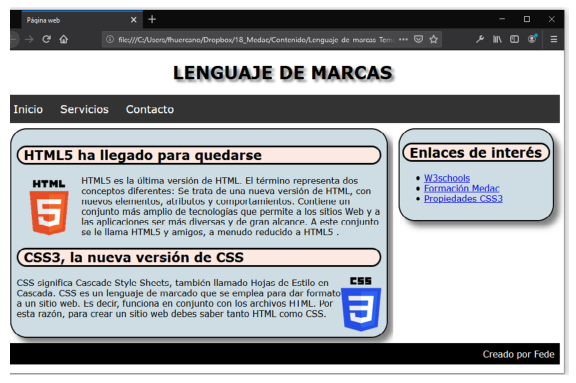 Página web
file:///C:/Users/fhuercano/Dropbox/18_Medac/Contenido/Lenguaje de marcas Tem
LENGUAJE DE MARCAS
Inicio Servicios Contacto
HTML5 ha llegado para quedarse
HTML
5
HTML5 es la última versión de HTML. El término representa dos
conceptos diferentes: Se trata de una nueva versión de HTML, con
nuevos elementos, atributos y comportamientos. Contiene un
conjunto más amplio de tecnologías que permite a los sitios Web y a
las aplicaciones ser más diversas y de gran alcance. A este conjunto
se le llama HTML5 y amigos, a menudo reducido a HTML5 .
CSS3, la nueva versión de CSS
CSS significa Cascade Style Sheets, también llamado Hojas de Estilo en
Cascada. CSS es un lenguaje de marcado que se emplea para dar formato
a un sitio web. Es decir, funciona en conjunto con los archivos HTML. Por
esta razón, para crear un sitio web debes saber tanto HTML como CSS.
CSS
3
Enlaces de interés
W3schools
Formación Medac
Propiedades CSS3
Creado por Fede